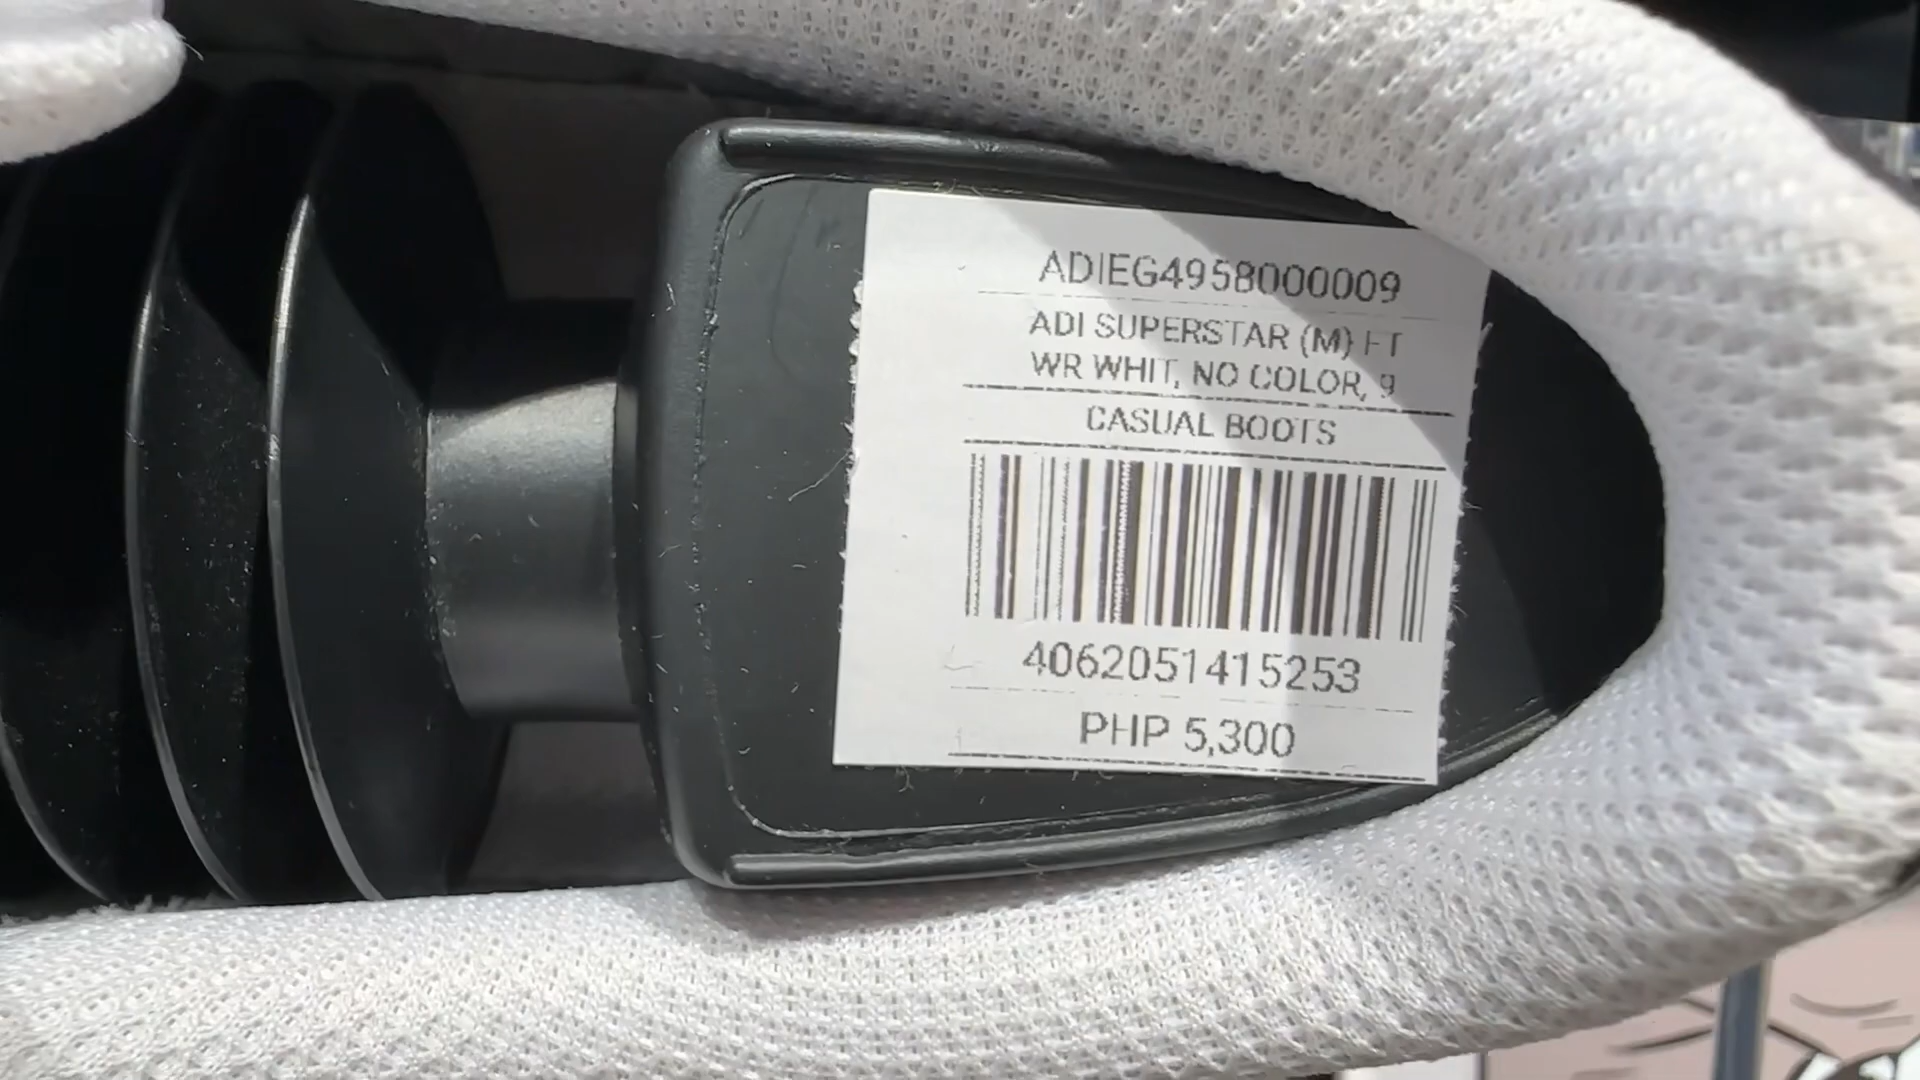 ADIEG4958000009
ADI SUPERSTAR (M) FT
WR WHIT, NO COLOR, 9
CASUAL BOOTS
4062051415253
PHP 5,300